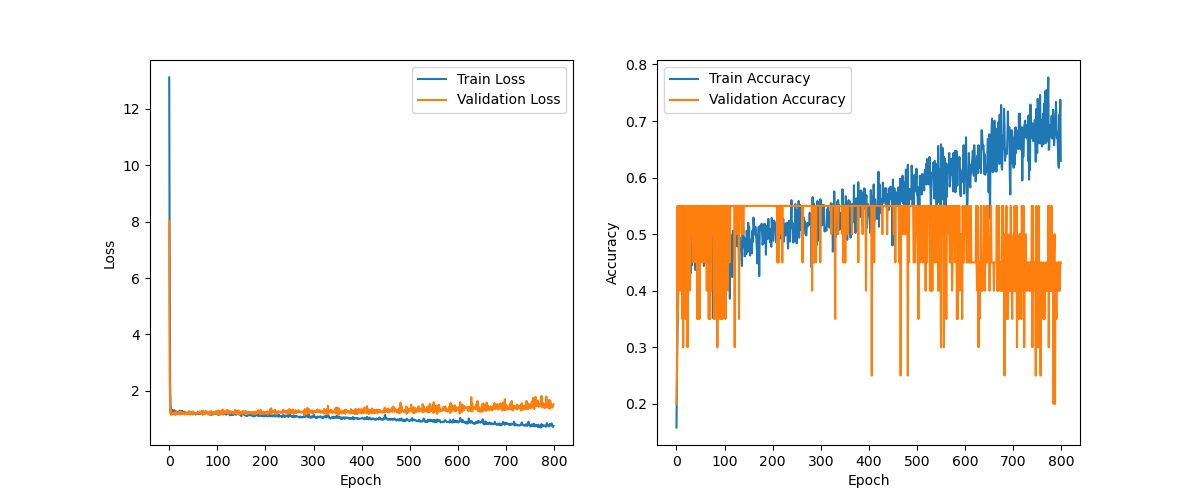 Train Loss
Validation Loss
12
10
8
6
4
2
Loss
0 100 200 300 400 500 600 700 800
Epoch
Train Accuracy
Validation Accuracy
0.8
0.7
0.6
0.5
0.4
0.3
0.2
Accuracy
0 100 200 300 400 500 600 700 800
Epoch